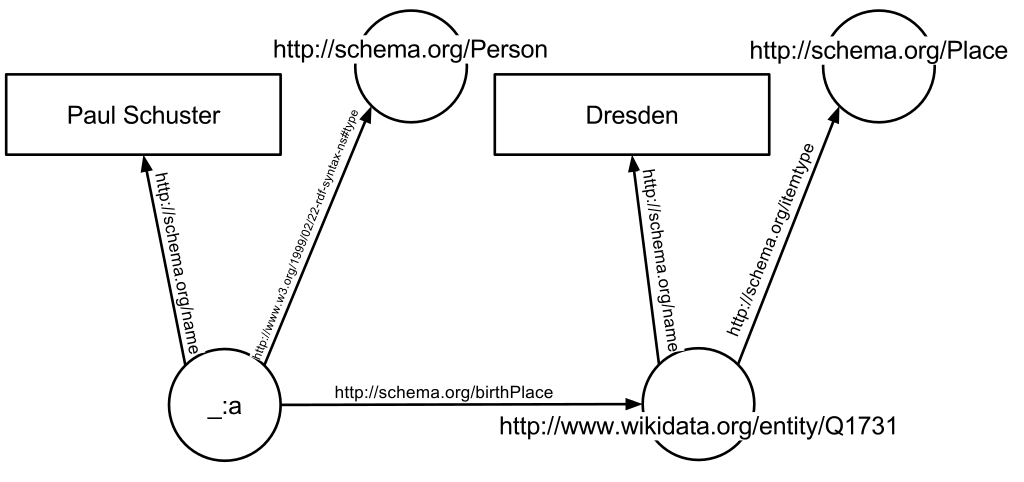 http://schema.org/Person
http://schema.org/Place
Paul Schuster
Dresden
http://schema.org/name
http://www.w3.org/1999/02/22-rdf-syntax-ns#type
http://schema.org/name
http://schema.org/itemtype
_:a
http://schema.org/birthPlace
http://www.wikidata.org/entity/Q1731